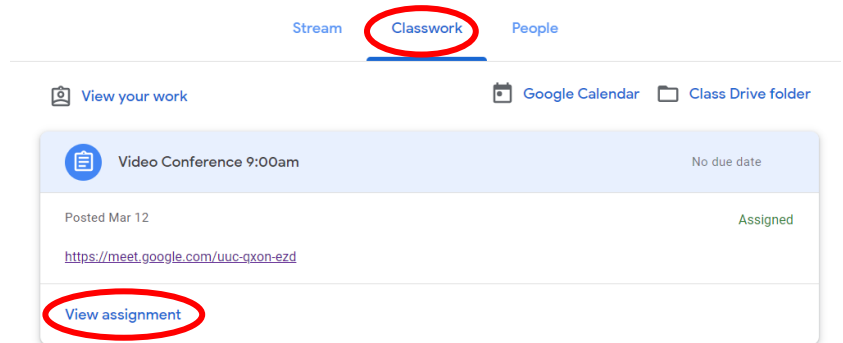 Stream Classwork People
View your work Google Calendar Class Drive folder
Video Conference 9:00am No due date
Posted Mar 12 Assigned
https://meet.google.com/uuc-qxon-ezd
View assignment